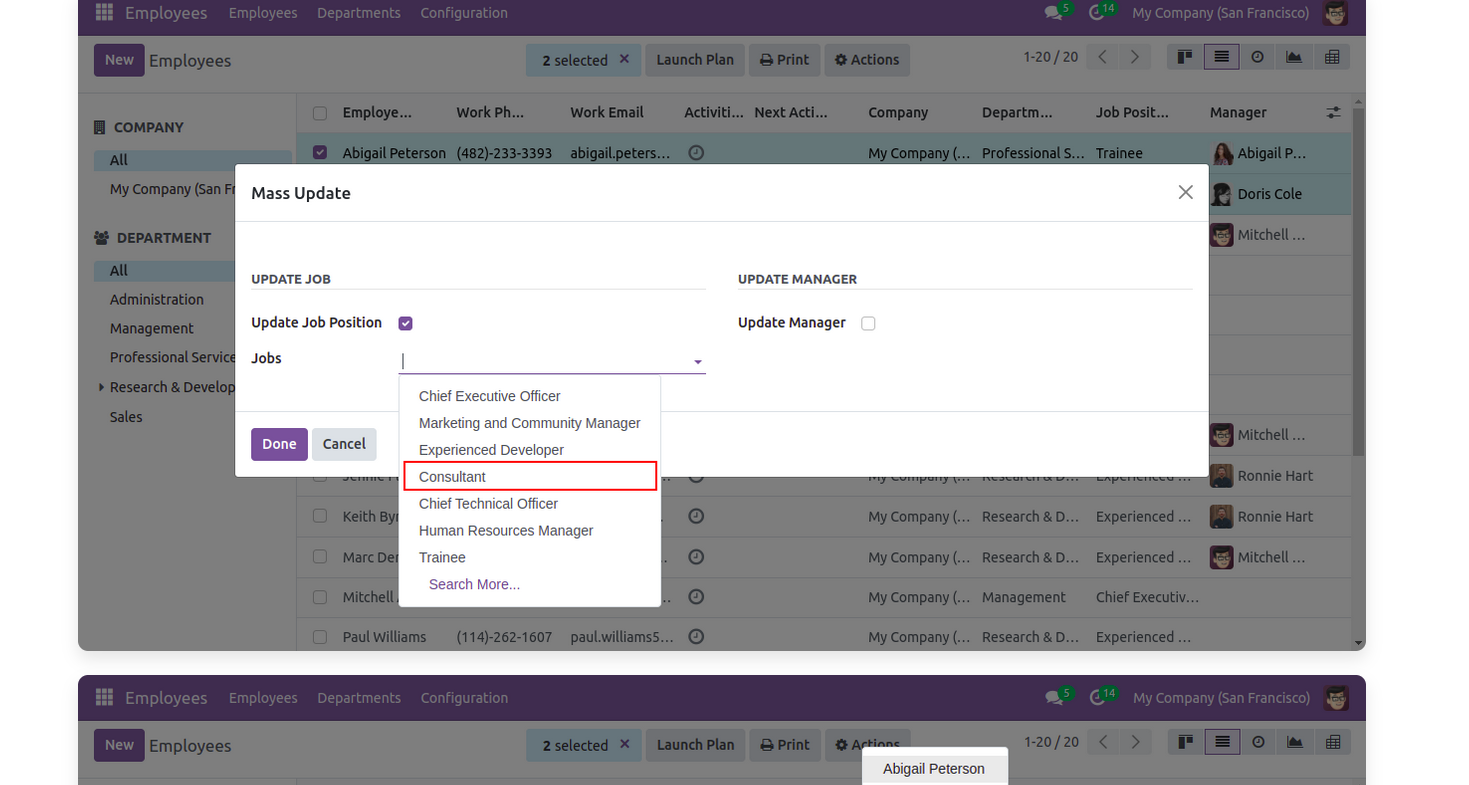 Employees Employees Departments Configuration 5 14 My Company (San Francisco)
New Employees 2 selected Launch Plan Print Actions 1-20 / 20
Employe... Work Ph... Work Email Activiti... Next Acti... Company Departm... Job Posit... Manager
COMPANY
Abigail Peterson (482)-233-3393 abigail.peters... My Company (... Professional S... Trainee Abigail P...
All
My Company (San Fr
Doris Cole
Mass Update
DEPARTMENT
Mitchell ...
All
Administration
Management
Professional Service
Research & Develop
Sales
UPDATE JOB
UPDATE MANAGER
Update Job Position
Update Manager
Jobs
Chief Executive Officer
Marketing and Community Manager
Experienced Developer
Consultant
Chief Technical Officer
Human Resources Manager
Trainee
Search More...
Done Cancel
Mitchell ...
My Company (... Research & D... Experienced ... Ronnie Hart
Keith Byr My Company (... Research & D... Experienced ... Ronnie Hart
Marc De My Company (... Research & D... Experienced ... Mitchell ...
Mitchell My Company (... Management Chief Executiv...
Paul Williams (114)-262-1607 paul.williams5... My Company (... Research & D... Experienced ...
Employees Employees Departments Configuration 5 14 My Company (San Francisco)
New Employees 2 selected Launch Plan Print Actions 1-20 / 20
Abigail Peterson